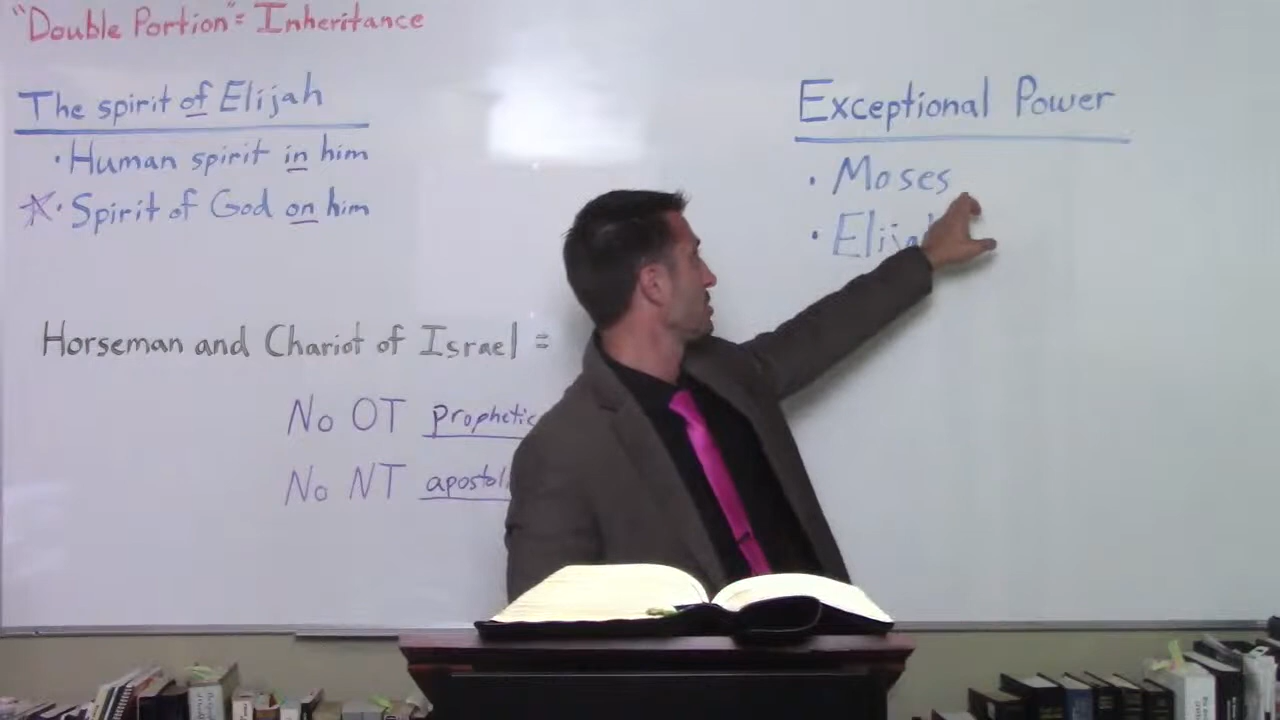 "Double Portion" = Inheritance
The spirit of Elijah
· Human spirit in him
☆· Spirit of God on him
Horseman and Chariot of Israel =
No OT
No NT
Exceptional Power
· Moses
·